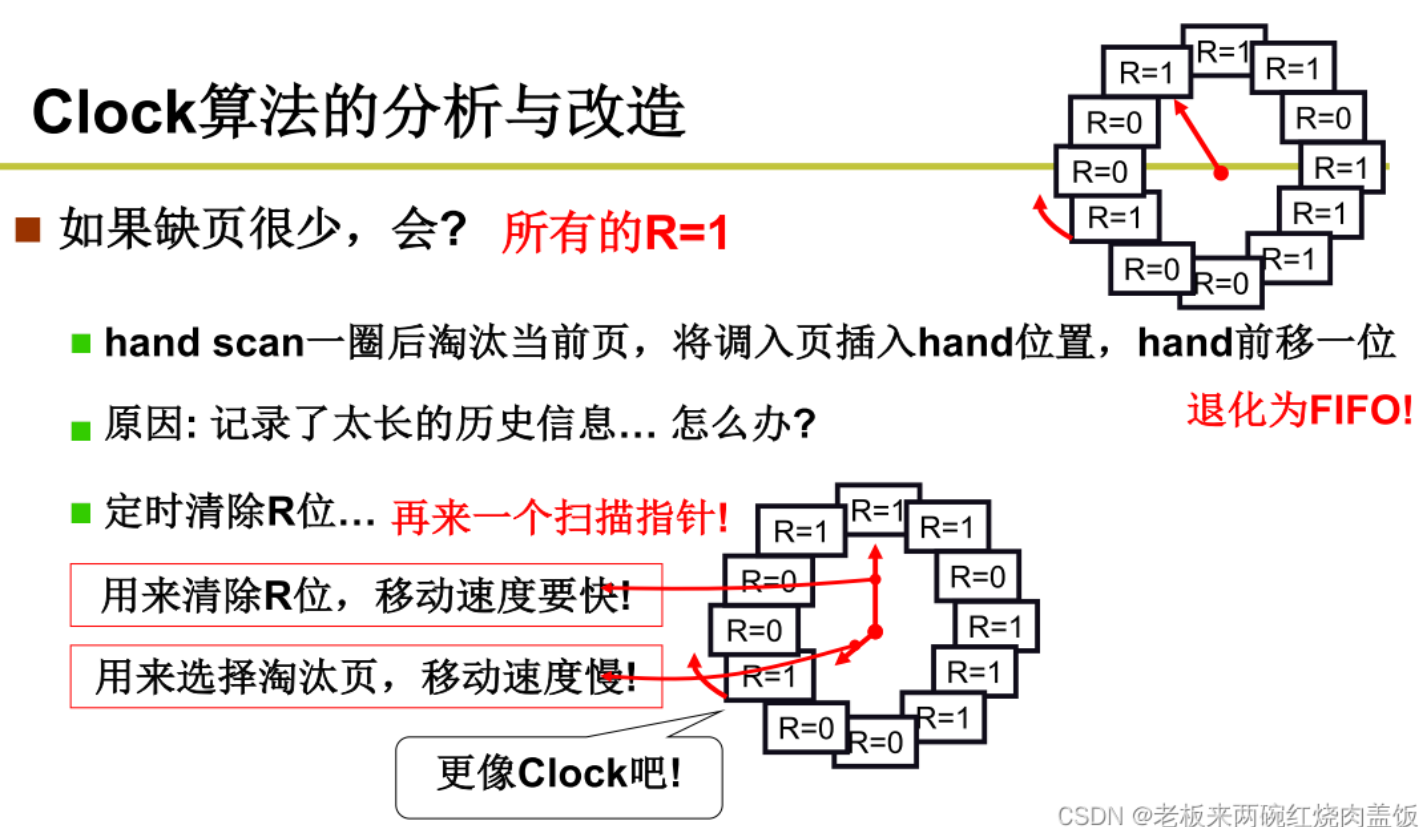 Clock算法的分析与改造
R=1
R=1
R=1
R=0
R=0
R=0
R=1
R=1
R=1
R=0
R=1
R=0
如果缺页很少，会? 所有的R=1
hand scan一圈后淘汰当前页，将调入页插入hand位置，hand前移一位
退化为FIFO!
原因: 记录了太长的历史信息… 怎么办?
定时清除R位… 再来一个扫描指针!
用来清除R位，移动速度要快!
用来选择淘汰页，移动速度慢!
R=1
R=1
R=1
R=0
R=0
R=0
R=1
R=1
R=1
R=0
R=1
R=0
更像Clock吧!
CSDN @老板来两碗红烧肉盖饭